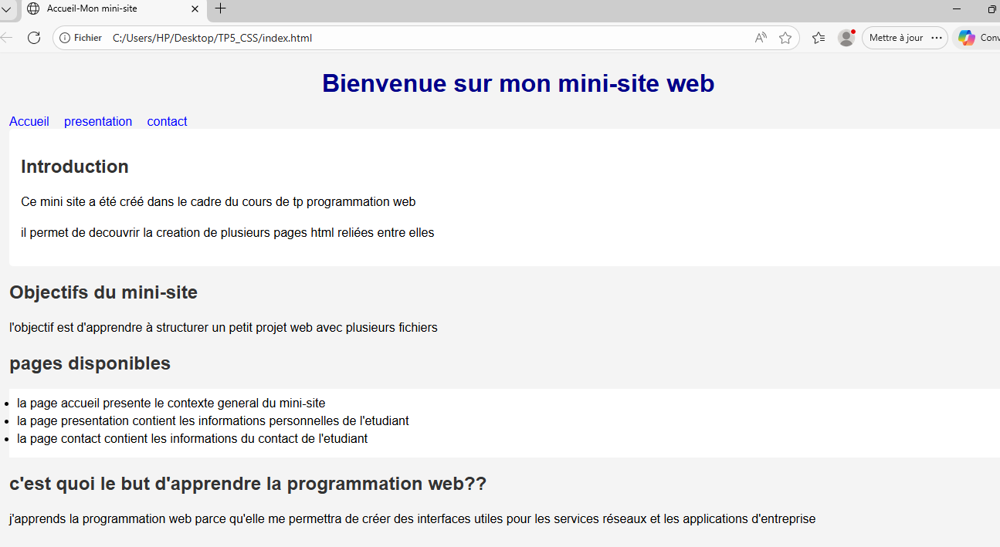 Accueil-Mon mini-site
Fichier C:/Users/HP/Desktop/TP5_CSS/index.html
Mettre à jour
Bienvenue sur mon mini-site web
Accueil presentation contact
Introduction
Ce mini site a été créé dans le cadre du cours de tp programmation web
il permet de decouvrir la creation de plusieurs pages html reliées entre elles
Objectifs du mini-site
l'objectif est d'apprendre à structurer un petit projet web avec plusieurs fichiers
pages disponibles
la page accueil presente le contexte general du mini-site
la page presentation contient les informations personnelles de l'etudiant
la page contact contient les informations du contact de l'etudiant
c'est quoi le but d'apprendre la programmation web??
j'apprends la programmation web parce qu'elle me permettra de créer des interfaces utiles pour les services réseaux et les applications d'entreprise